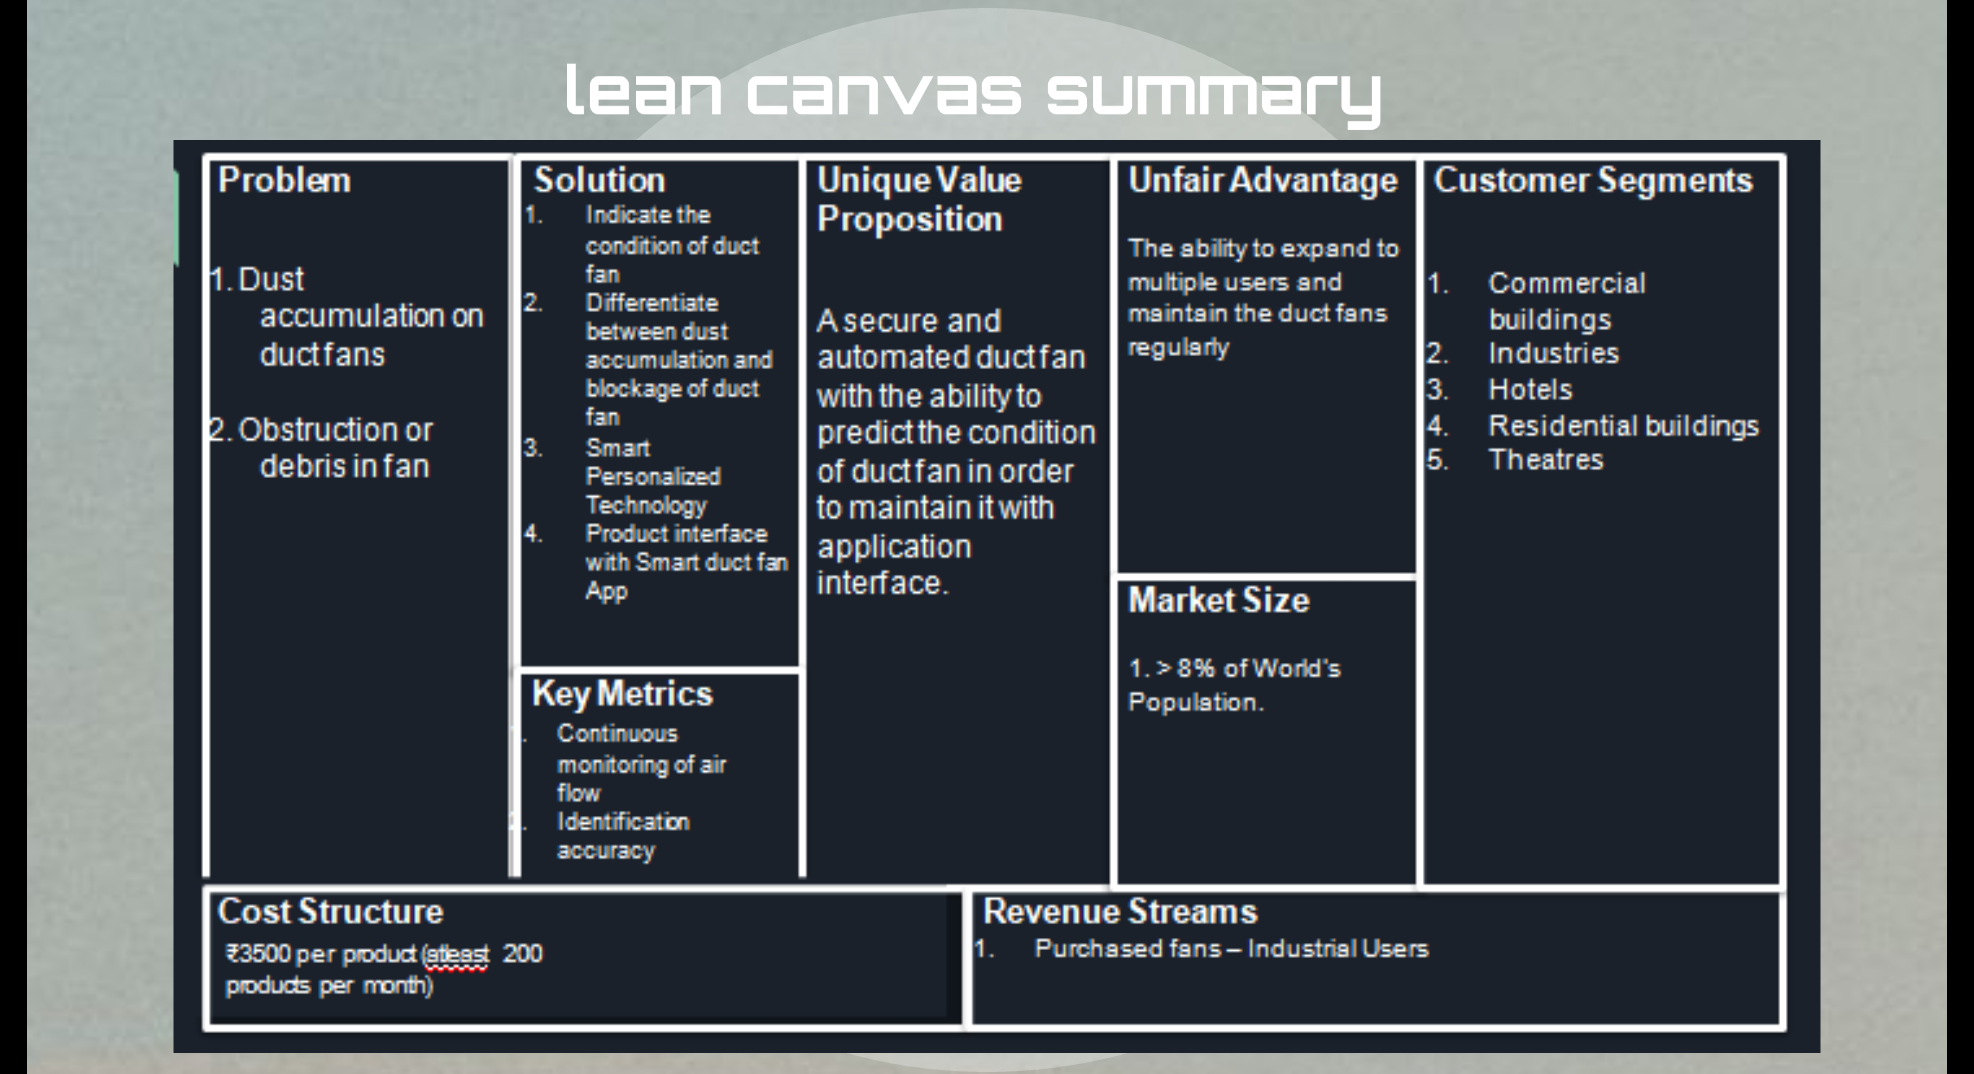 lean canvas summary
Problem
1. Dust
accumulation on
duct fans
2. Obstruction or
debris in fan
Solution
1. Indicate the
condition of duct
fan
2. Differentiate
between dust
accumulation and
blockage of duct
fan
3. Smart
Personalized
Technology
4. Product interface
with Smart duct fan
App
Key Metrics
. Continuous
monitoring of air
flow
. Identification
accuracy
Unique Value
Proposition
A secure and
automated duct fan
with the ability to
predict the condition
of duct fan in order
to maintain it with
application
interface.
Unfair Advantage
The ability to expand to
multiple users and
maintain the duct fans
regularly
Market Size
1. > 8% of World's
Population.
Customer Segments
1. Commercial
buildings
2. Industries
3. Hotels
4. Residential buildings
5. Theatres
Cost Structure
₹3500 per product (atleast 200
products per month)
Revenue Streams
1. Purchased fans – Industrial Users